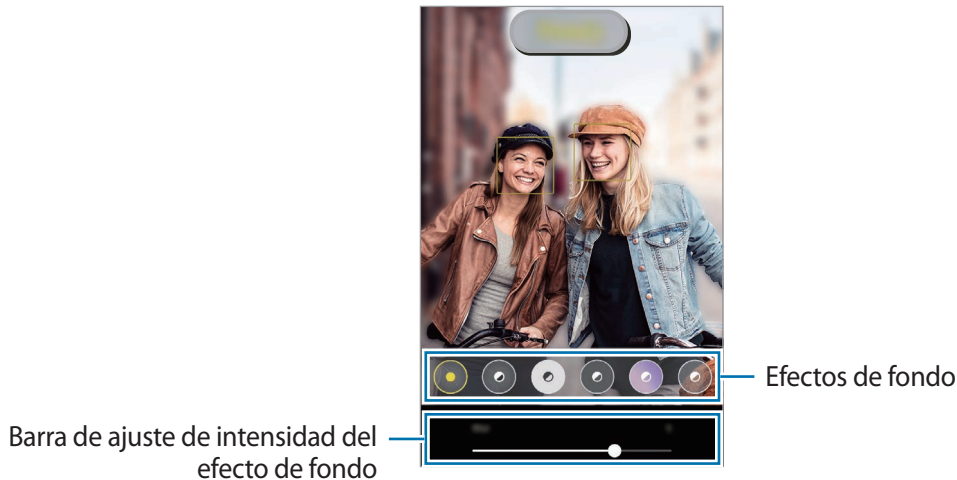 Efectos de fondo
Barra de ajuste de intensidad del
efecto de fondo